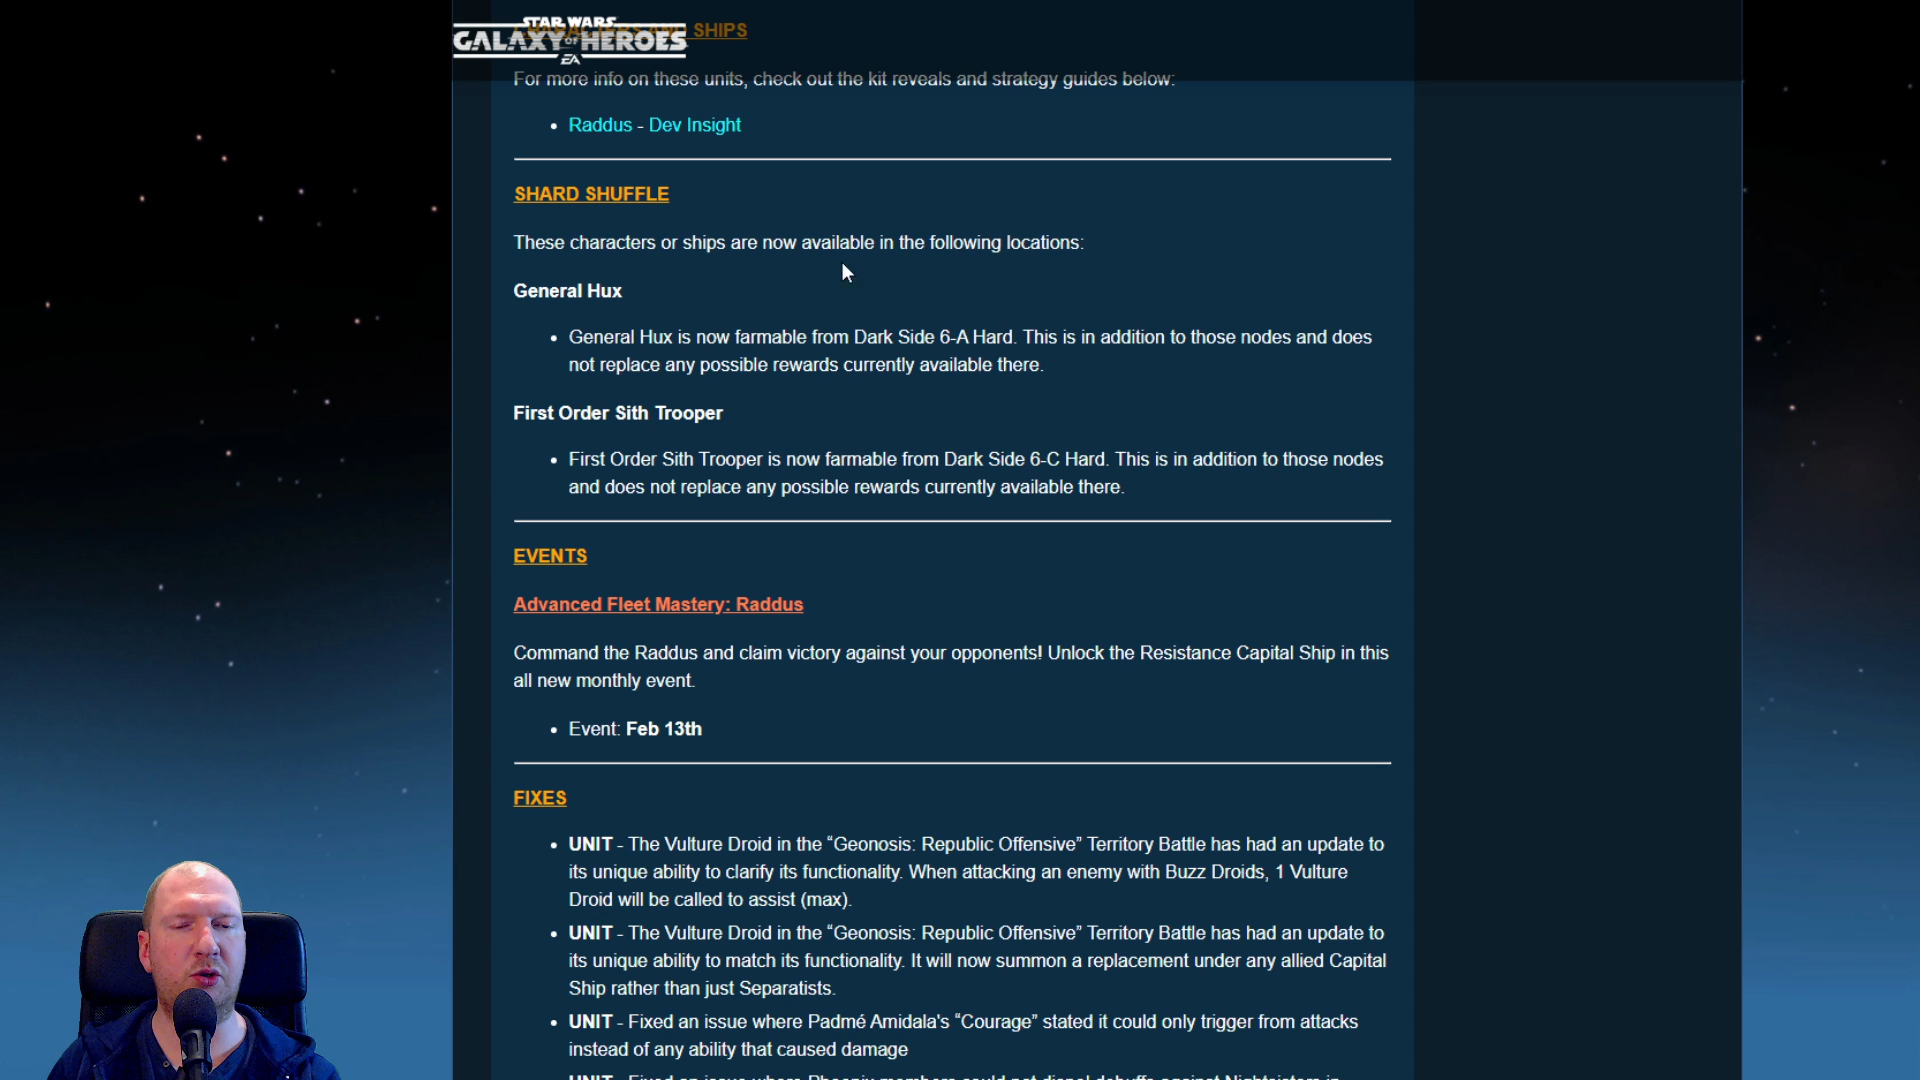 STAR WARS
GALAXY OF HEROES
EA
CHARACTERS AND SHIPS
For more info on these units, check out the kit reveals and strategy guides below:
• Raddus - Dev Insight
SHARD SHUFFLE
These characters or ships are now available in the following locations:
General Hux
• General Hux is now farmable from Dark Side 6-A Hard. This is in addition to those nodes and does
not replace any possible rewards currently available there.
First Order Sith Trooper
• First Order Sith Trooper is now farmable from Dark Side 6-C Hard. This is in addition to those nodes
and does not replace any possible rewards currently available there.
EVENTS
Advanced Fleet Mastery: Raddus
Command the Raddus and claim victory against your opponents! Unlock the Resistance Capital Ship in this
all new monthly event.
• Event: Feb 13th
FIXES
• UNIT - The Vulture Droid in the “Geonosis: Republic Offensive” Territory Battle has had an update to
its unique ability to clarify its functionality. When attacking an enemy with Buzz Droids, 1 Vulture
Droid will be called to assist (max).
• UNIT - The Vulture Droid in the “Geonosis: Republic Offensive” Territory Battle has had an update to
its unique ability to match its functionality. It will now summon a replacement under any allied Capital
Ship rather than just Separatists.
• UNIT - Fixed an issue where Padmé Amidala's “Courage” stated it could only trigger from attacks
instead of any ability that caused damage
UNIT - Fixed an issue where Phoenix members could not dispel debuffs against Nightsisters in